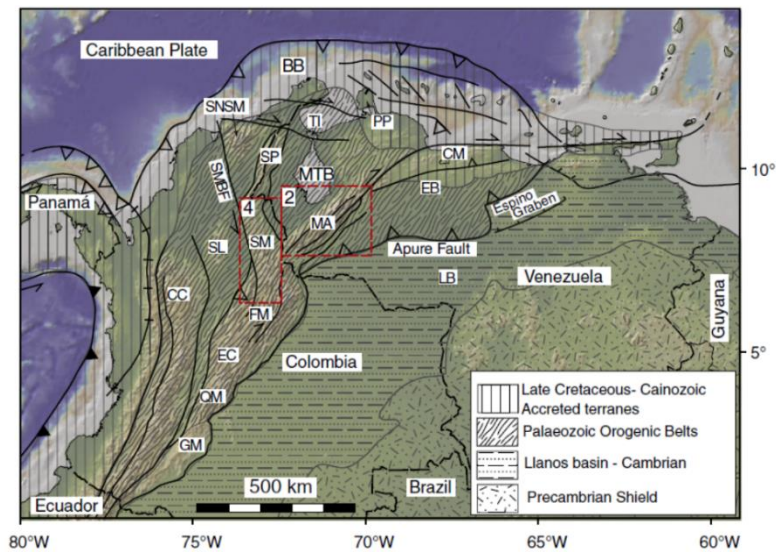 Caribbean Plate
BB
SNSM
TI
PP
SP
CM
10°
Panamá
SMBF
MTB
2
EB
4
MA
Espino
Graben
SL
SM
Apure Fault
LB
Venezuela
CC
Guyana
FM
EC
Colombia
5°
QM
Late Cretaceous- Cainozoic
Accreted terranes
Palaeozoic Orogenic Belts
GM
Llanos basin - Cambrian
500 km
Brazil
Precambrian Shield
Ecuador
80°W
75°W
70°W
65°W
60°W